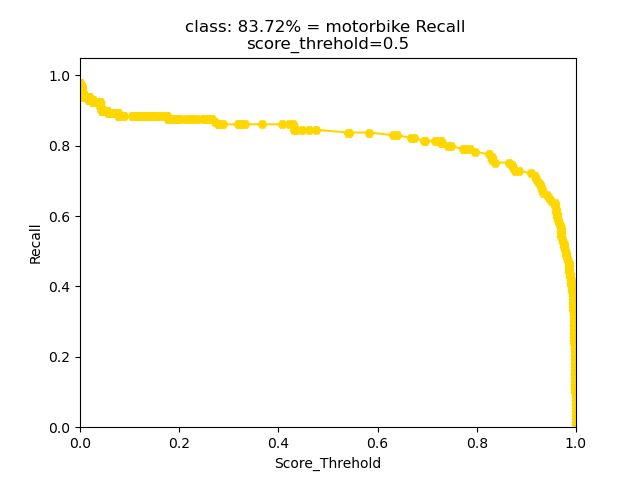 class: 83.72% = motorbike Recall
score_threhold=0.5
Recall
1.0
0.8
0.6
0.4
0.2
0.0
0.0 0.2 0.4 0.6 0.8 1.0
Score_Threhold